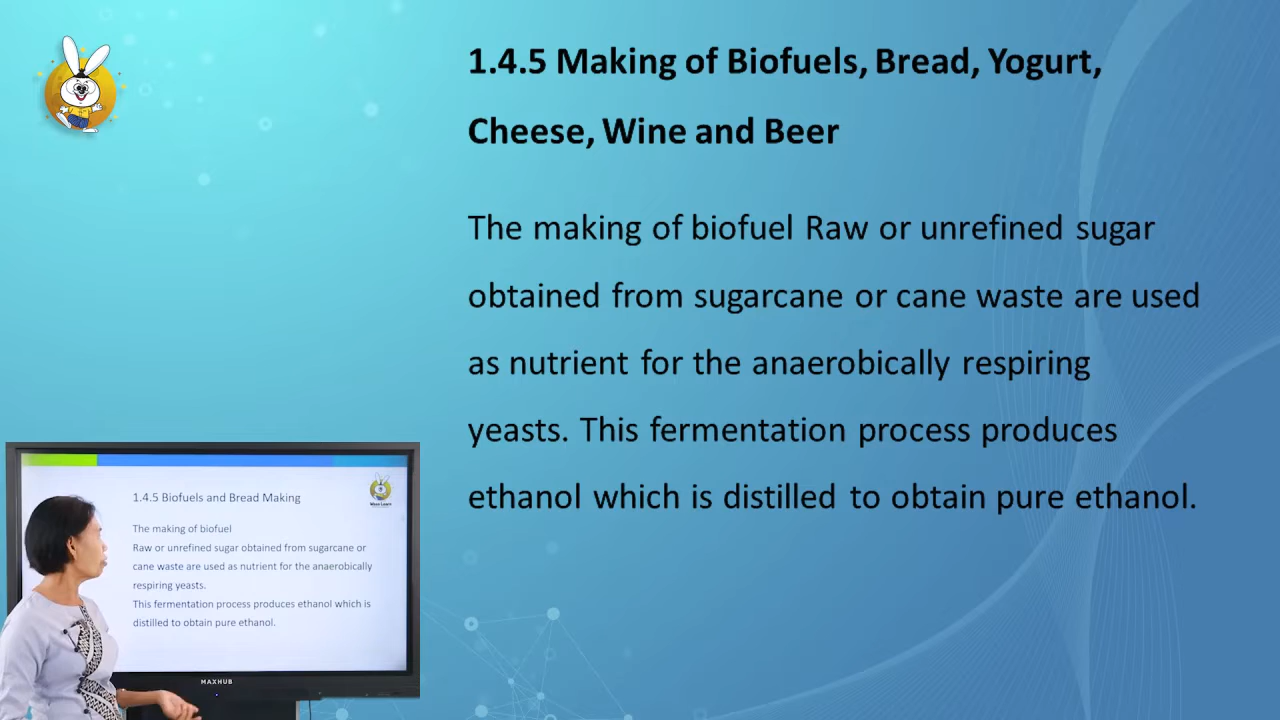 1.4.5 Making of Biofuels, Bread, Yogurt,
Cheese, Wine and Beer
The making of biofuel Raw or unrefined sugar
obtained from sugarcane or cane waste are used
as nutrient for the anaerobically respiring
yeasts. This fermentation process produces
ethanol which is distilled to obtain pure ethanol.
1.4.5 Biofuels and Bread Making
The making of biofuel
Raw or unrefined sugar obtained from sugarcane or
cane waste are used as nutrient for the anaerobically
respiring yeasts.
This fermentation process produces ethanol which is
distilled to obtain pure ethanol.
MAXHUB